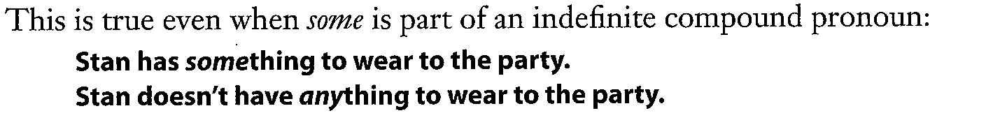 This is true even when some is part of an indefinite compound pronoun:
Stan has something to wear to the party.
Stan doesn’t have anything to wear to the party.